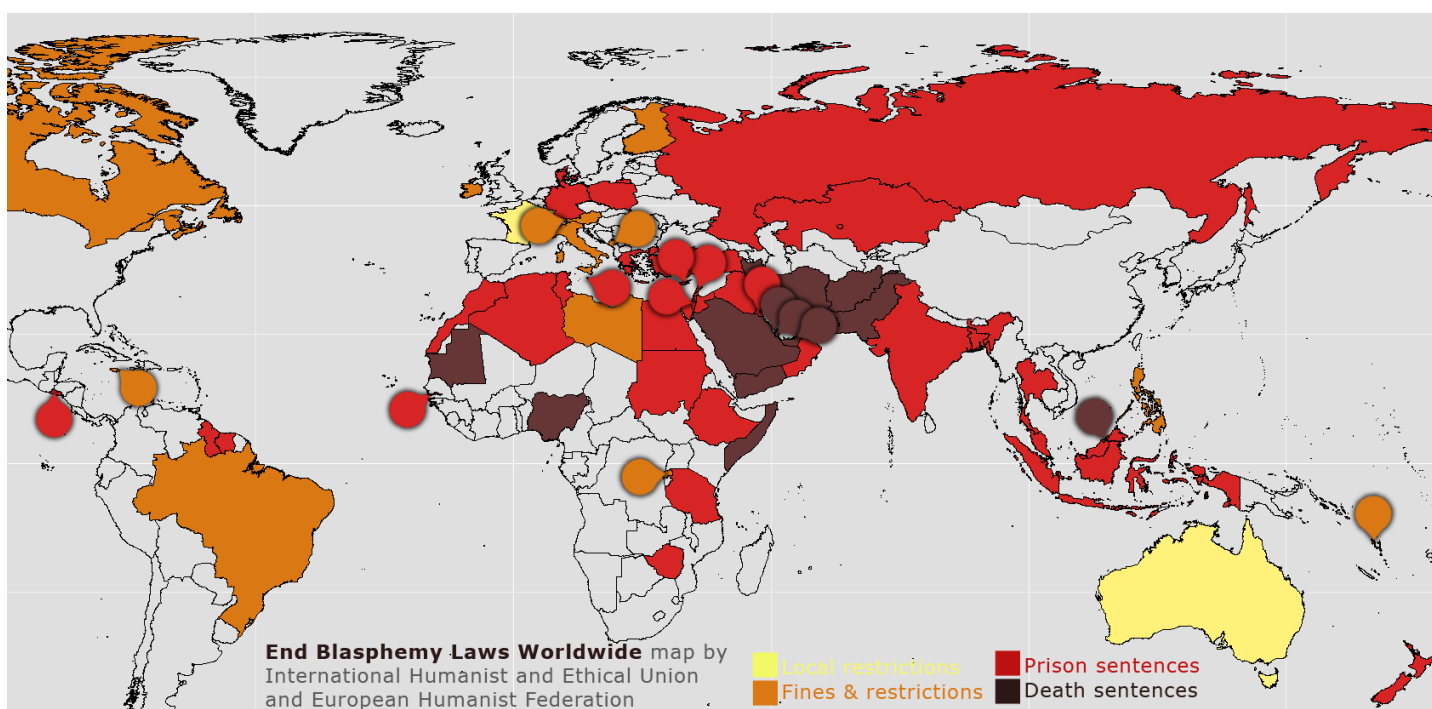 End Blasphemy Laws Worldwide map by
International Humanist and Ethical Union
and European Humanist Federation
Local restrictions
Fines & restrictions
Prison sentences
Death sentences